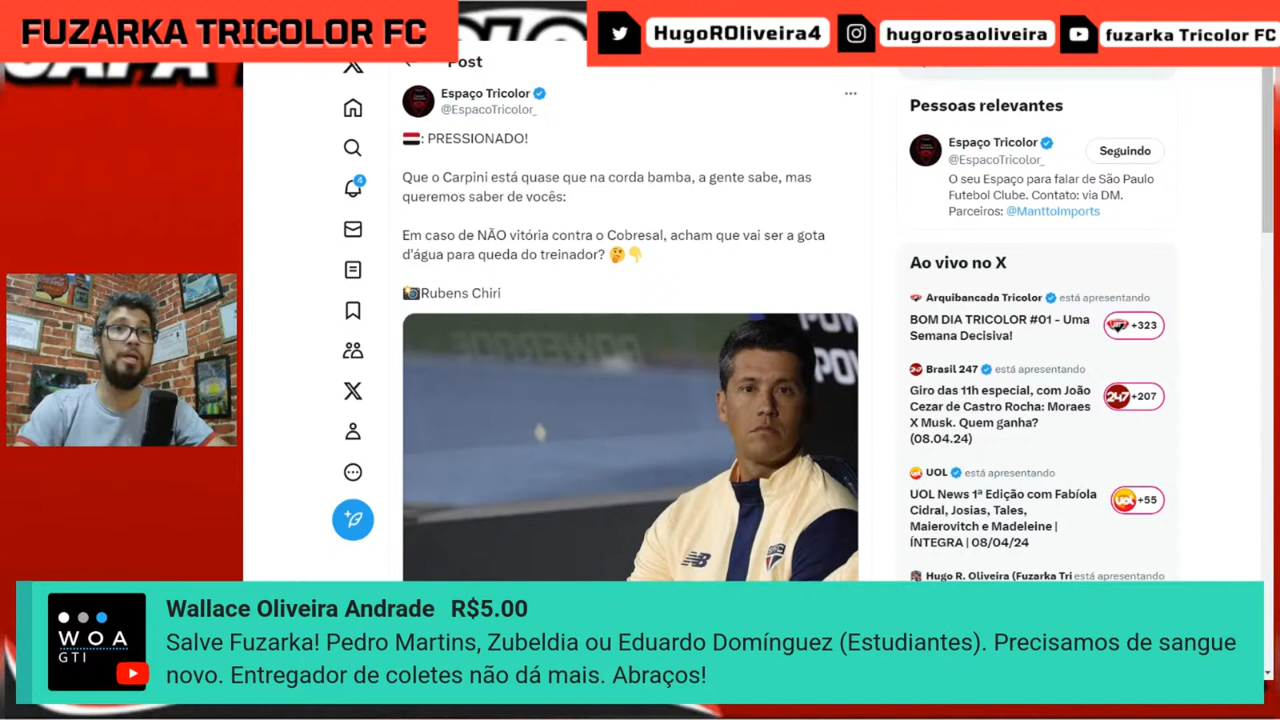 FUZARKA TRICOLOR FC
HugoROliveira4
hugorosaoliveira
fuzarka Tricolor FC
Post
Espaço Tricolor
@EspacoTricolor_
: PRESSIONADO!
Que o Carpini está quase que na corda bamba, a gente sabe, mas
queremos saber de vocês:
Em caso de NÃO vitória contra o Cobresal, acham que vai ser a gota
d'água para queda do treinador? 🤔👇
📸Rubens Chiri
4
Pessoas relevantes
Espaço Tricolor
@EspacoTricolor_
Seguindo
O seu Espaço para falar de São Paulo
Futebol Clube. Contato: via DM.
Parceiros: @ManttoImports
Ao vivo no X
Arquibancada Tricolor está apresentando
BOM DIA TRICOLOR #01 - Uma
Semana Decisiva!
+323
Brasil 247 está apresentando
Giro das 11h especial, com João
Cezar de Castro Rocha: Moraes
X Musk. Quem ganha?
(08.04.24)
247
+207
UOL está apresentando
UOL News 1ª Edição com Fabíola
Cidral, Josias, Tales,
Maierovitch e Madeleine |
ÍNTEGRA | 08/04/24
UOL
+55
Hugo R. Oliveira (Fuzarka Tri está apresentando
WOA
GTI
Wallace Oliveira Andrade R$5.00
Salve Fuzarka! Pedro Martins, Zubeldia ou Eduardo Domínguez (Estudiantes). Precisamos de sangue
novo. Entregador de coletes não dá mais. Abraços!